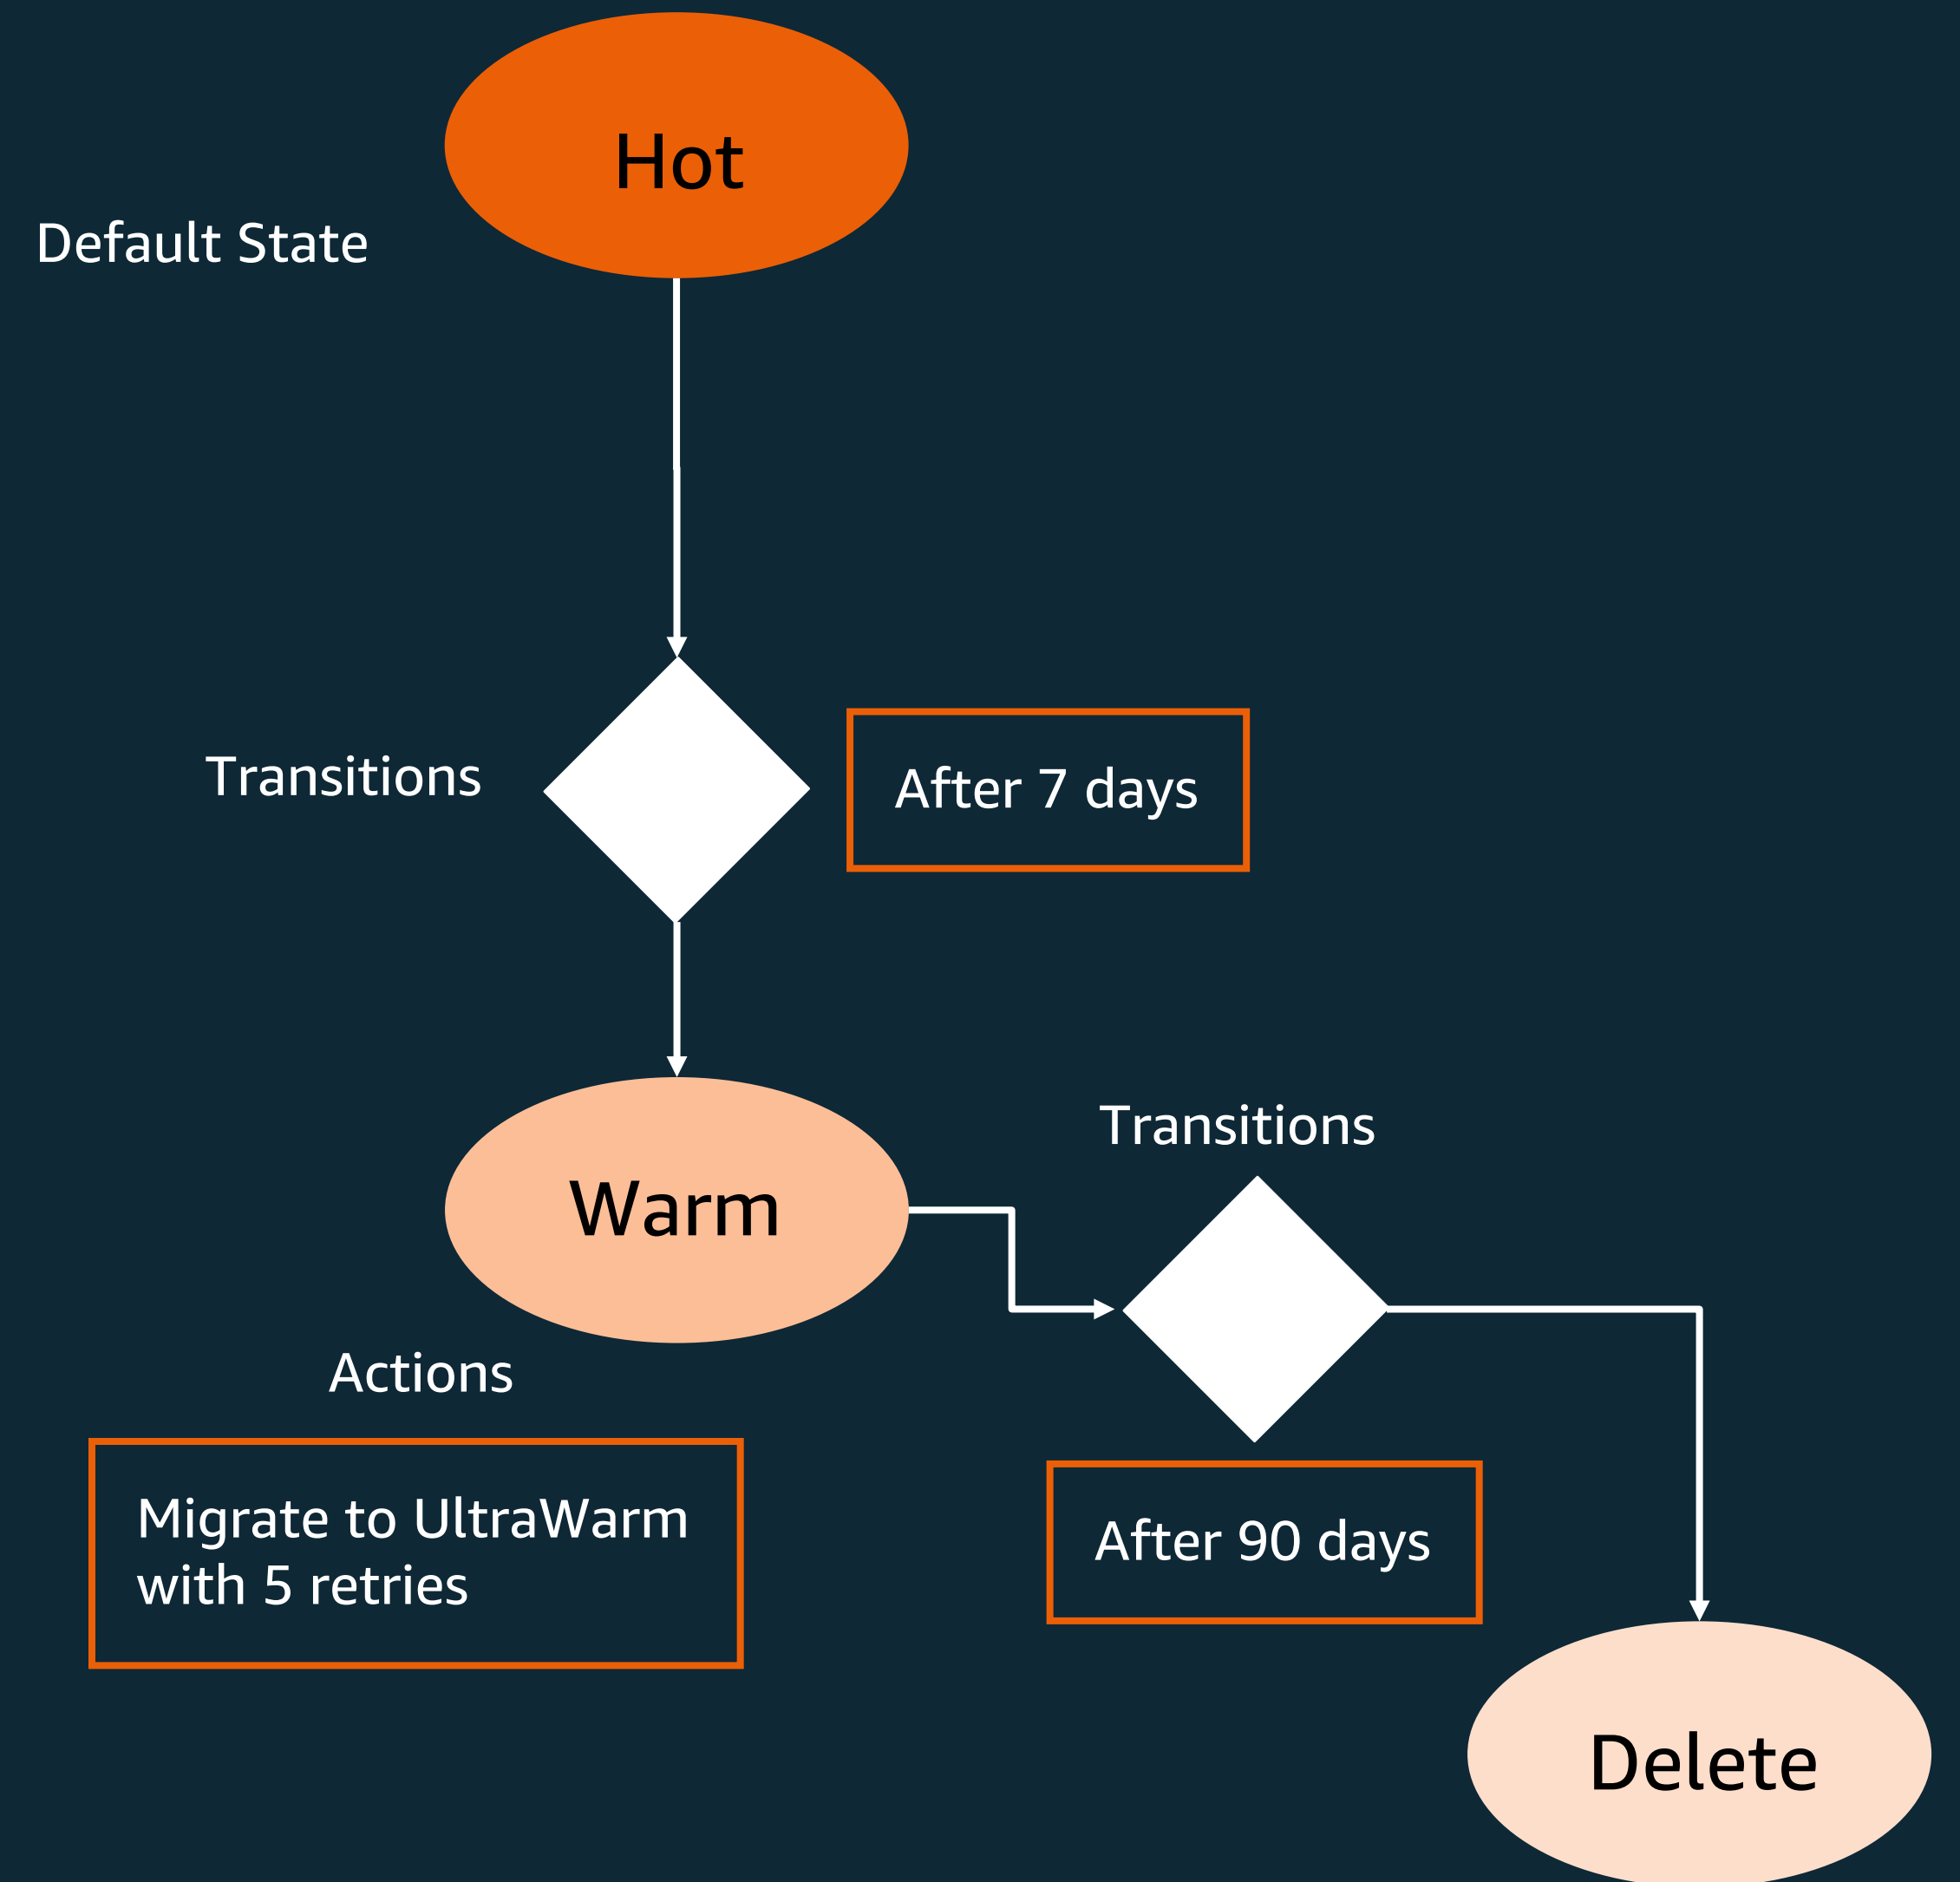 Hot
Default State
Transitions
After 7 days
Warm
Transitions
Actions
Migrate to UltraWarm
with 5 retries
After 90 days
Delete